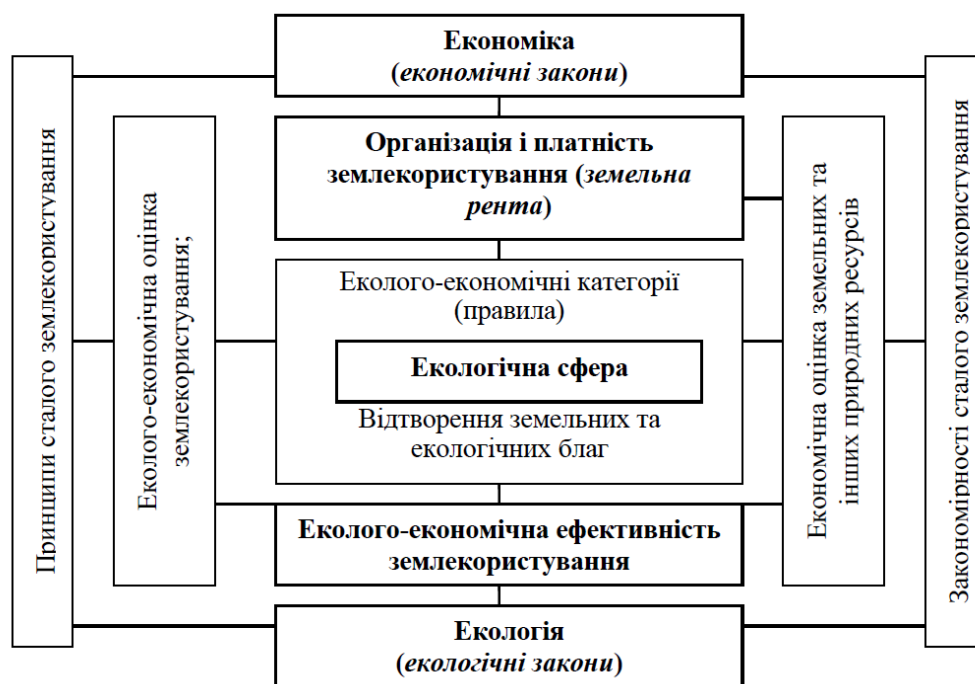 Економіка
(економічні закони)
Принципи сталого землекористування
Еколого-економічна оцінка
землекористування;
Організація і платність
землекористування (земельна
рента)
Еколого-економічні категорії
(правила)
Екологічна сфера
Відтворення земельних та
екологічних благ
Еколого-економічна ефективність
землекористування
Екологія
(екологічні закони)
Економічна оцінка земельних та
інших природних ресурсів
Закономірності сталого землекористування